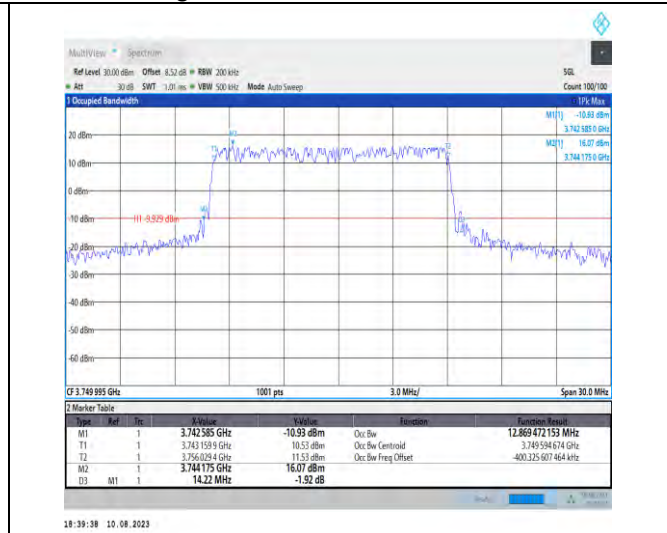 MultiView Spectrum
Ref Level 30.00 dBm Offset 8.52 dB RBW 200 kHz SGL
Att 30 dB SWT 1.01 ms VBW 500 kHz Mode Auto Sweep Count 100/100
1 Occupied Bandwidth 1Pk Max
M1[1] -10.93 dBm
3.742 585 0 GHz
M2[1] 16.07 dBm
3.744 175 0 GHz
20 dBm
10 dBm
0 dBm
-10 dBm
H1 -9.929 dBm
-20 dBm
-30 dBm
-40 dBm
-50 dBm
-60 dBm
M2
T1
T2
CF 3.749 995 GHz 1001 pts 3.0 MHz/ Span 30.0 MHz
2 Marker Table
Type Ref Trc X-Value Y-Value Function Function Result
M1 1 3.742 585 GHz -10.93 dBm Occ Bw 12.869 472 153 MHz
T1 1 3.743 159 9 GHz 10.53 dBm Occ Bw Centroid 3.749 594 674 GHz
T2 1 3.756 029 4 GHz 11.53 dBm Occ Bw Freq Offset -400.325 607 464 kHz
M2 1 3.744 175 GHz 16.07 dBm
D3 M1 1 14.22 MHz -1.92 dB
18:39:38 10.08.2023